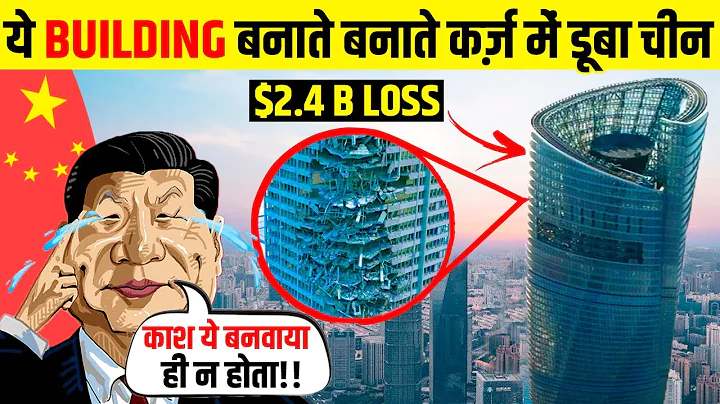 ये BUILDING बनाते बनाते कर्ज़ में डूबा चीन
$2.4 B LOSS
काश ये बनवाया
ही न होता!!